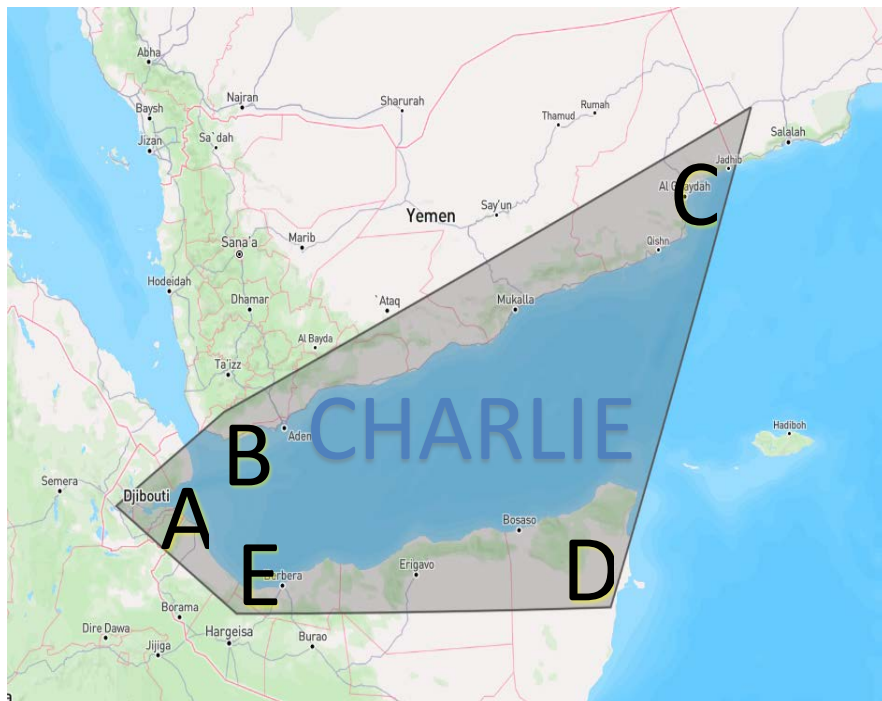 Abha
Najran
Sharurah
Rumah
Thamud
Baysh
Jizan
Sa`dah
Salalah
Jadhib
Al
C
Yemen
Say'un
Qishn
Sana'a
Marib
Hodeidah
Dhamar
`Ataq
Mukalla
Al Bayda
Ta'izz
CHARLIE
B
Aden
Hadiboh
Semera
Djibouti
A
Bosaso
E
Erigavo
D
Borama
Dire Dawa
Hargeisa
Burao
Jijiga